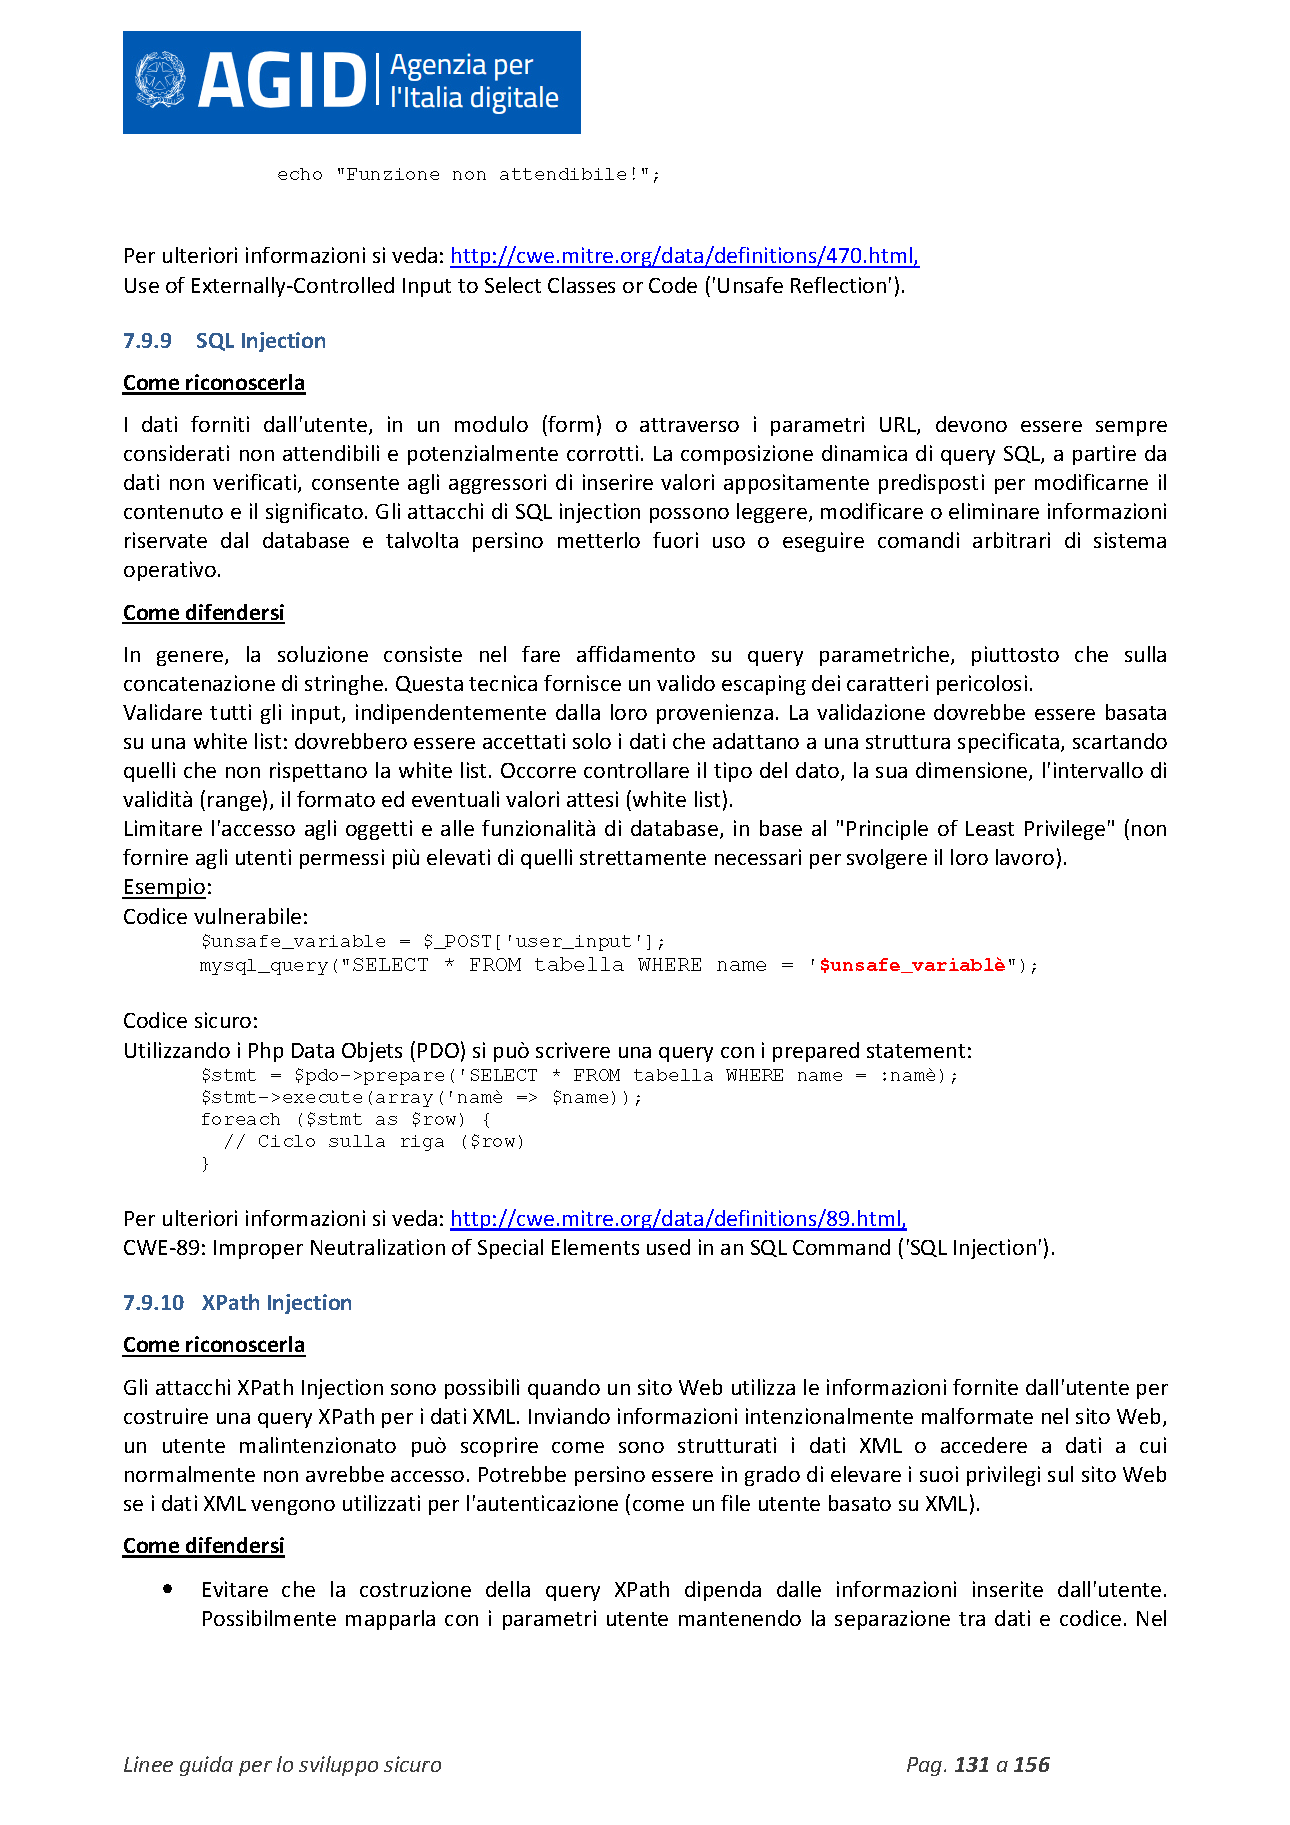 AGID
Agenzia per
l'Italia digitale
echo "Funzione non attendibile!";
Per ulteriori informazioni si veda: http://cwe.mitre.org/data/definitions/470.html,
Use of Externally-Controlled Input to Select Classes or Code ('Unsafe Reflection').
7.9.9 SQL Injection
Come riconoscerla
I dati forniti dall'utente, in un modulo (form) o attraverso i parametri URL, devono essere sempre
considerati non attendibili e potenzialmente corrotti. La composizione dinamica di query SQL, a partire da
dati non verificati, consente agli aggressori di inserire valori appositamente predisposti per modificarne il
contenuto e il significato. Gli attacchi di SQL injection possono leggere, modificare o eliminare informazioni
riservate dal database e talvolta persino metterlo fuori uso o eseguire comandi arbitrari di sistema
operativo.
Come difendersi
In genere, la soluzione consiste nel fare affidamento su query parametriche, piuttosto che sulla
concatenazione di stringhe. Questa tecnica fornisce un valido escaping dei caratteri pericolosi.
Validare tutti gli input, indipendentemente dalla loro provenienza. La validazione dovrebbe essere basata
su una white list: dovrebbero essere accettati solo i dati che adattano a una struttura specificata, scartando
quelli che non rispettano la white list. Occorre controllare il tipo del dato, la sua dimensione, l'intervallo di
validità (range), il formato ed eventuali valori attesi (white list).
Limitare l'accesso agli oggetti e alle funzionalità di database, in base al "Principle of Least Privilege" (non
fornire agli utenti permessi più elevati di quelli strettamente necessari per svolgere il loro lavoro).
Esempio:
Codice vulnerabile:
$unsafe_variable = $_POST['user_input'];
mysql_query("SELECT * FROM tabella WHERE name = '$unsafe_variablè");
Codice sicuro:
Utilizzando i Php Data Objets (PDO) si può scrivere una query con i prepared statement:
$stmt = $pdo->prepare('SELECT * FROM tabella WHERE name = :namè);
$stmt->execute(array('namè => $name));
foreach ($stmt as $row) {
// Ciclo sulla riga ($row)
}
Per ulteriori informazioni si veda: http://cwe.mitre.org/data/definitions/89.html,
CWE-89: Improper Neutralization of Special Elements used in an SQL Command ('SQL Injection').
7.9.10 XPath Injection
Come riconoscerla
Gli attacchi XPath Injection sono possibili quando un sito Web utilizza le informazioni fornite dall'utente per
costruire una query XPath per i dati XML. Inviando informazioni intenzionalmente malformate nel sito Web,
un utente malintenzionato può scoprire come sono strutturati i dati XML o accedere a dati a cui
normalmente non avrebbe accesso. Potrebbe persino essere in grado di elevare i suoi privilegi sul sito Web
se i dati XML vengono utilizzati per l'autenticazione (come un file utente basato su XML).
Come difendersi
• Evitare che la costruzione della query XPath dipenda dalle informazioni inserite dall'utente.
Possibilmente mapparla con i parametri utente mantenendo la separazione tra dati e codice. Nel
Linee guida per lo sviluppo sicuro Pag. 131 a 156